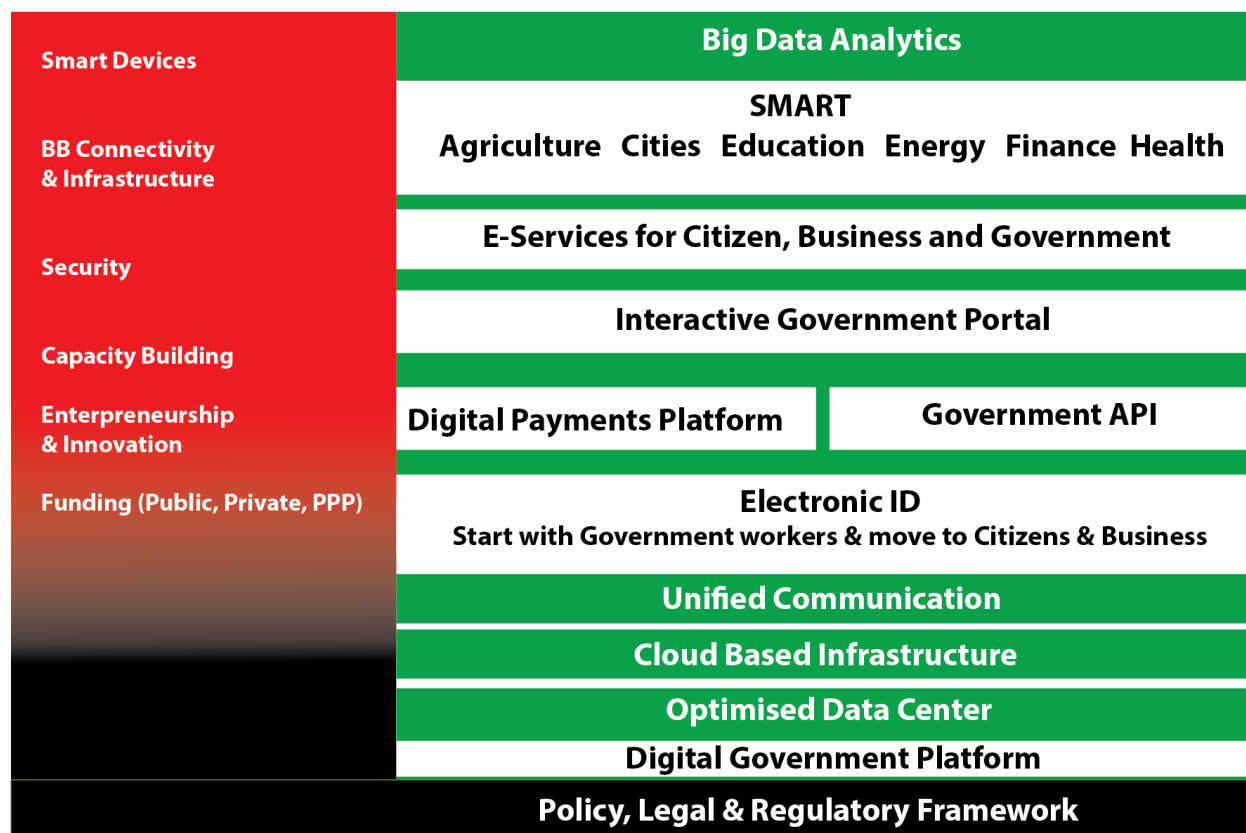 Smart Devices
BB Connectivity
& Infrastructure
Security
Capacity Building
Enterpreneurship
& Innovation
Funding (Public, Private, PPP)
Big Data Analytics
SMART
Agriculture Cities Education Energy Finance Health
E-Services for Citizen, Business and Government
Interactive Government Portal
Digital Payments Platform
Government API
Electronic ID
Start with Government workers & move to Citizens & Business
Unified Communication
Cloud Based Infrastructure
Optimised Data Center
Digital Government Platform
Policy, Legal & Regulatory Framework